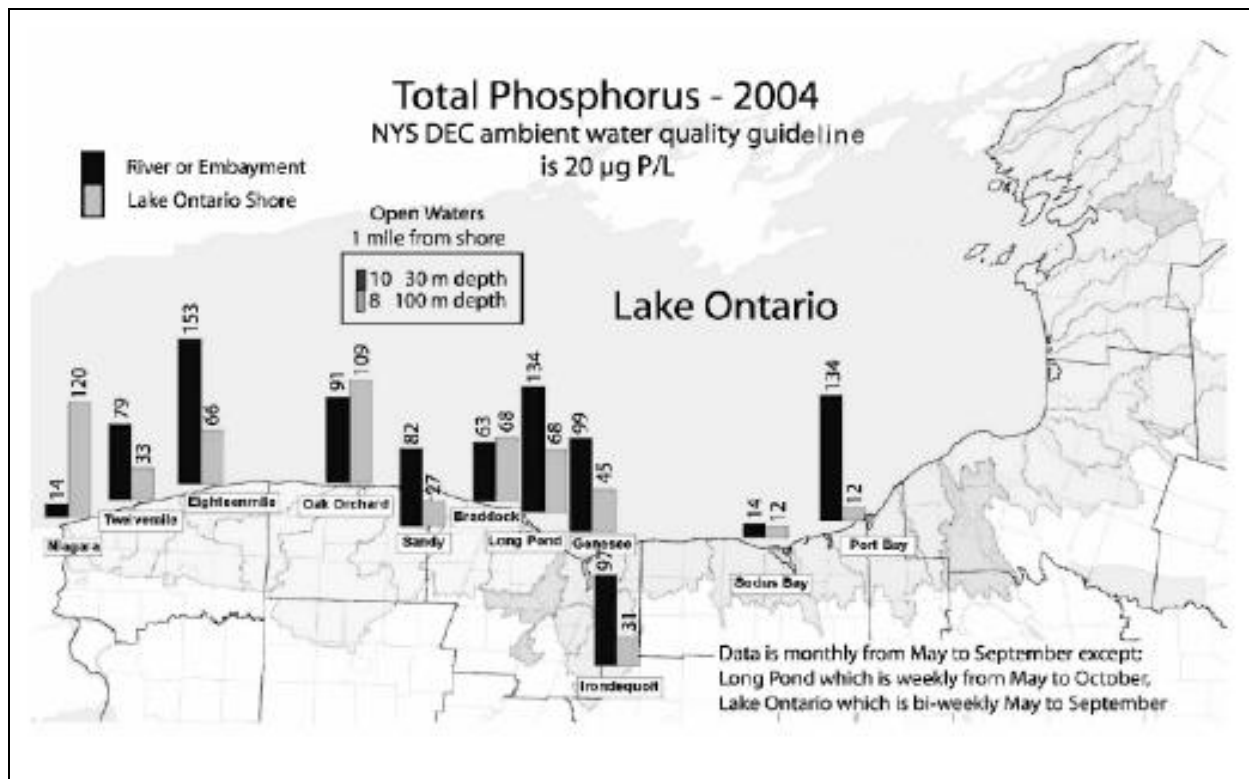 Total Phosphorus - 2004
NYS DEC ambient water quality guideline
is 20 µg P/L
River or Embayment
Lake Ontario Shore
Open Waters
1 mile from shore
10 30 m depth
8 100 m depth
Lake Ontario
14
120
Niagara
79
33
Twelvemile
153
66
Eighteenmile
91
109
Oak Orchard
82
27
Sandy
63
68
Braddock
134
68
Long Pond
99
45
Genesee
97
31
Irondequoit
14
12
Sodus Bay
134
12
Port Bay
Data is monthly from May to September except:
Long Pond which is weekly from May to October,
Lake Ontario which is bi-weekly May to September